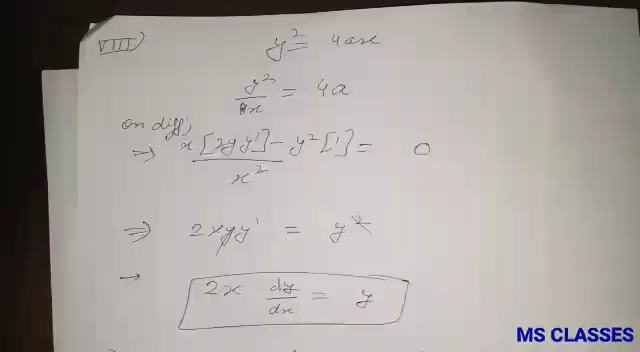 VIII) y² = 4ax
y²/x = 4a
on diff,
⇒ x[2yy']- y²[1] / x² = 0
⇒ 2xyy' = y²
→ 2x dy/dx = y
MS CLASSES